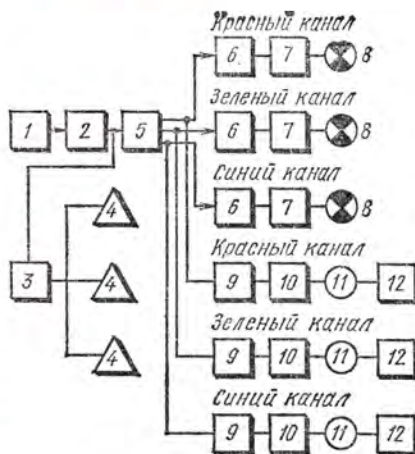 Красный канал
6 7 8
Зеленый канал
1 2 5 6 7 8
Синий канал
4 6 7 8
Красный канал
3 4 9 10 11 12
Зеленый канал
4 9 10 11 12
Синий канал
9 10 11 12